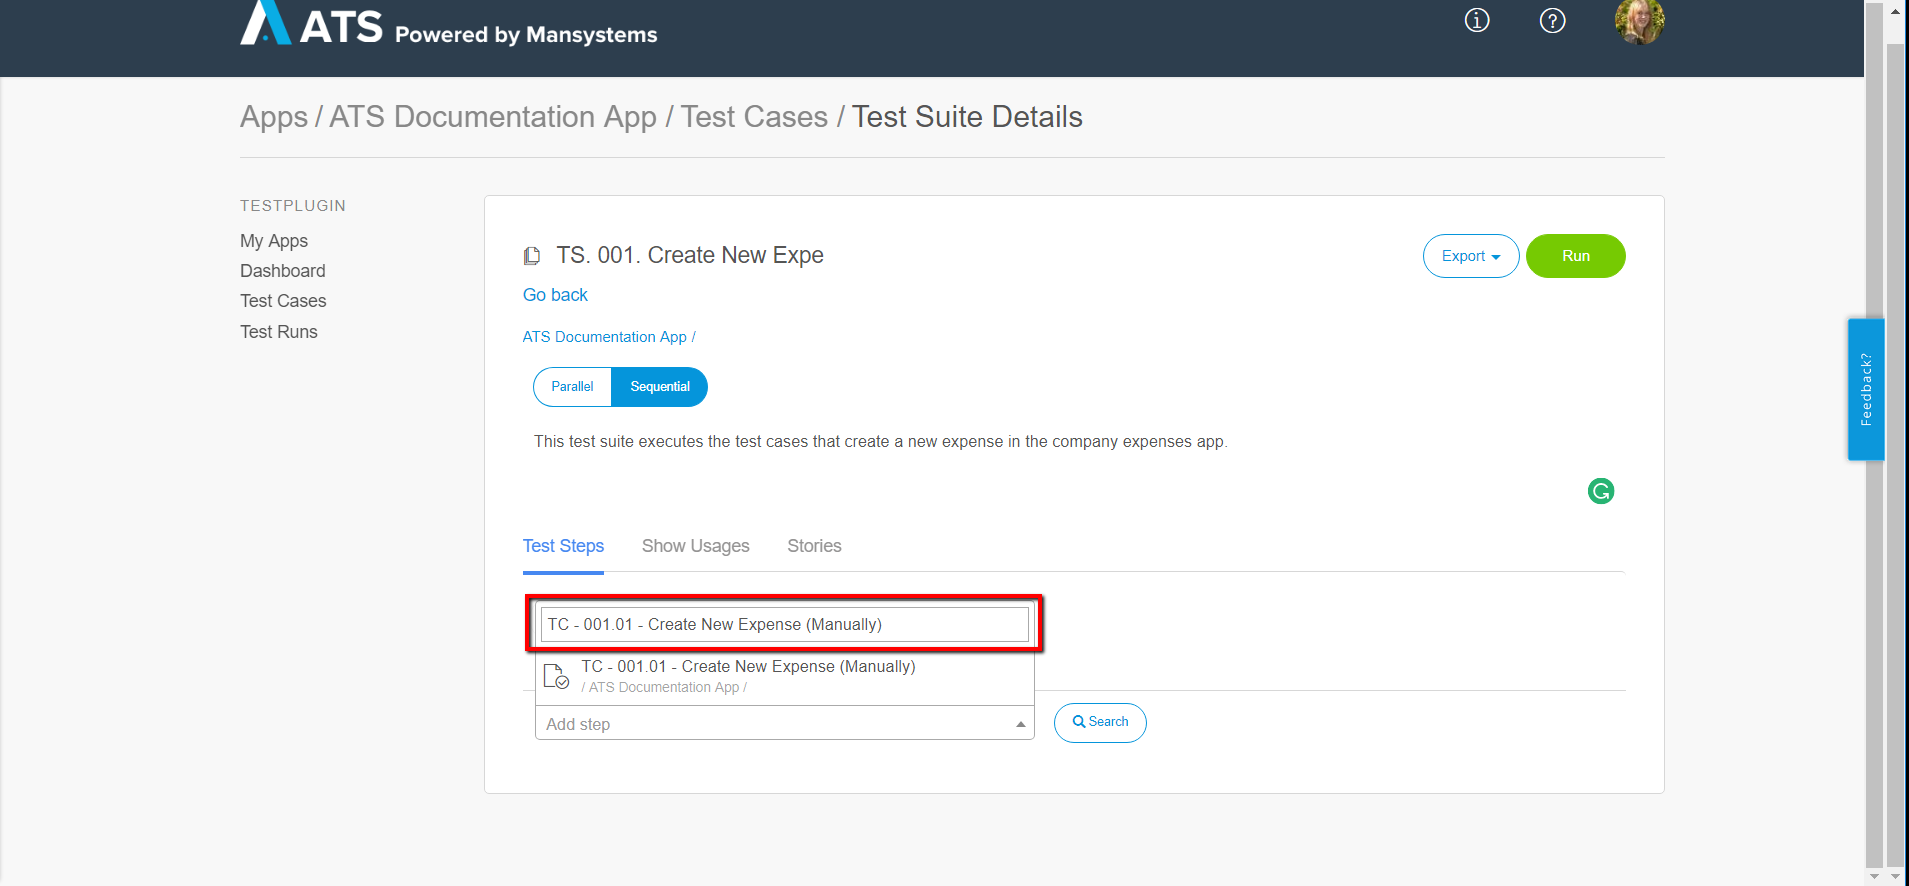 ATS Powered by Mansystems
Apps / ATS Documentation App / Test Cases / Test Suite Details
TESTPLUGIN
My Apps
Dashboard
Test Cases
Test Runs
TS. 001. Create New Expe
Export
Run
Go back
ATS Documentation App /
Parallel
Sequential
This test suite executes the test cases that create a new expense in the company expenses app.
Test Steps
Show Usages
Stories
TC - 001.01 - Create New Expense (Manually)
TC - 001.01 - Create New Expense (Manually)
/ ATS Documentation App /
Add step
Search
Feedback?